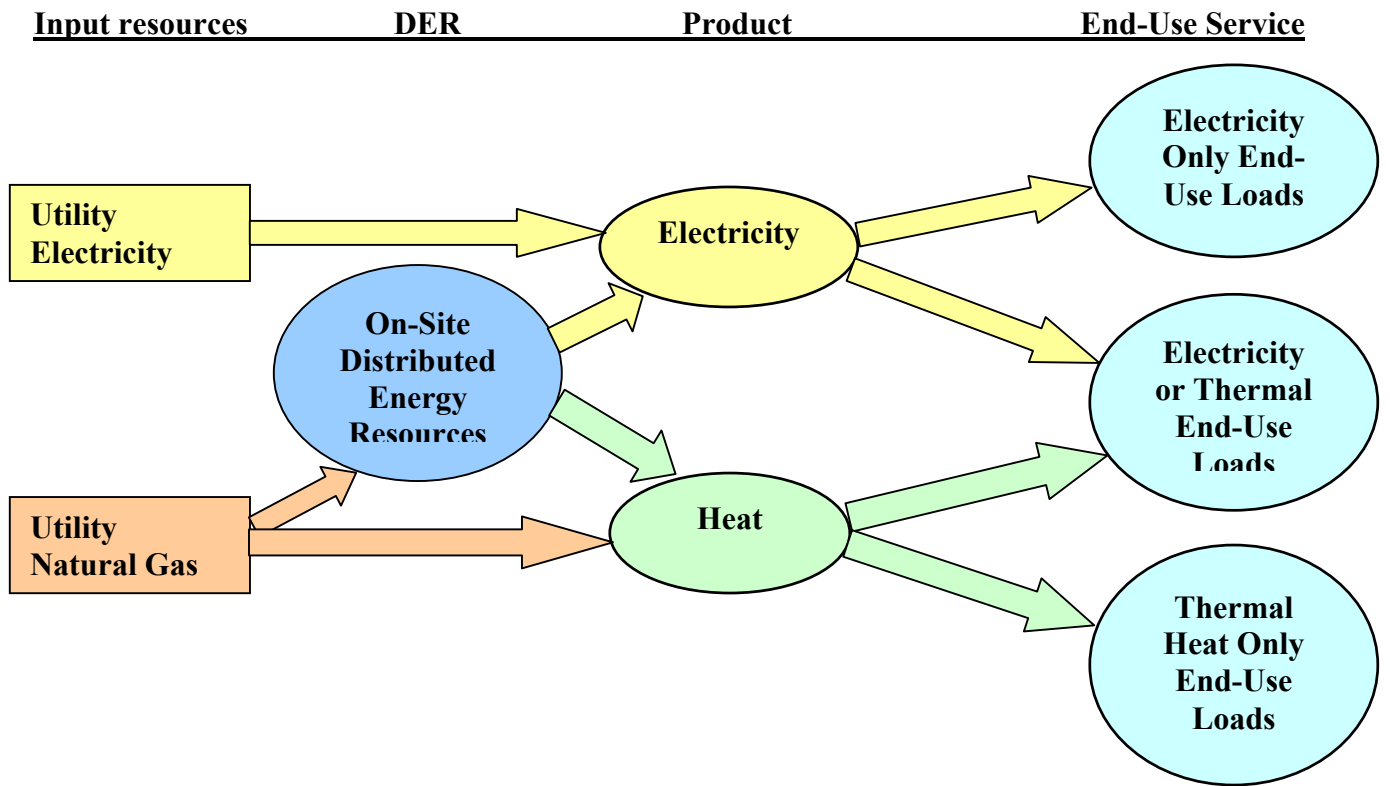 Input resources DER Product End-Use Service
Electricity
Only End-
Use Loads
Utility
Electricity
Electricity
On-Site
Distributed
Energy
Resources
Electricity
or Thermal
End-Use
Loads
Utility
Natural Gas
Heat
Thermal
Heat Only
End-Use
Loads